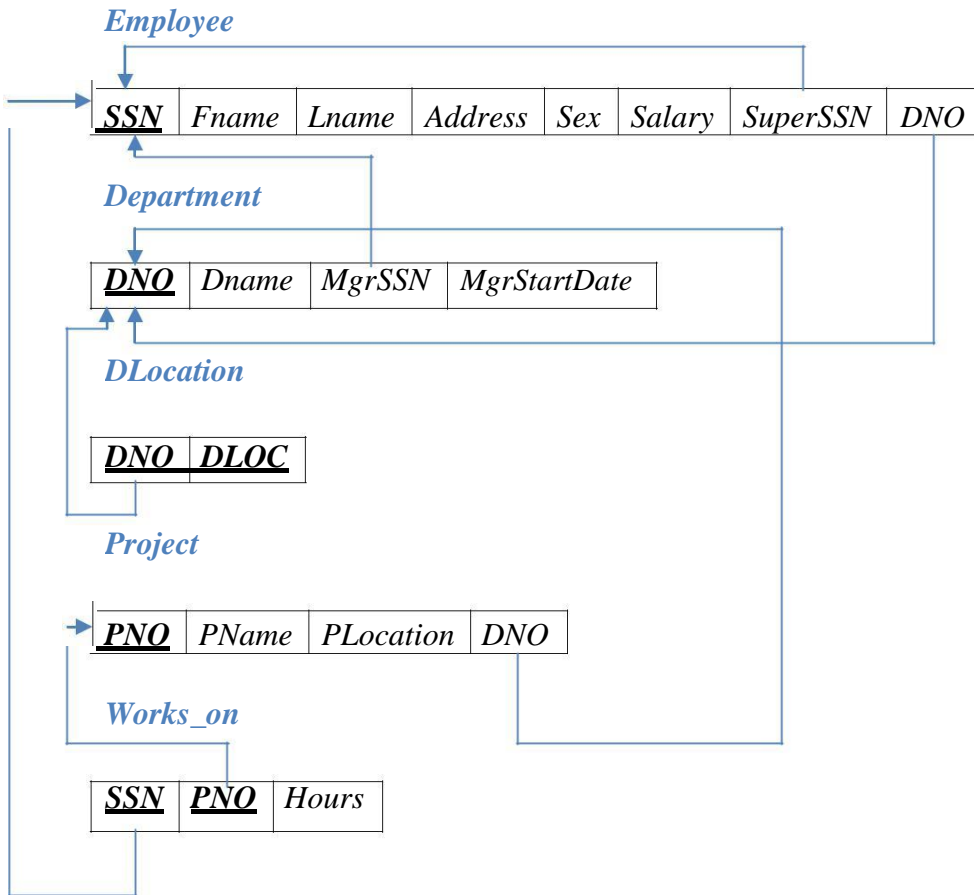 Employee
SSN Fname Lname Address Sex Salary SuperSSN DNO
Department
DNO Dname MgrSSN MgrStartDate
DLocation
DNO DLOC
Project
PNO PName PLocation DNO
Works_on
SSN PNO Hours